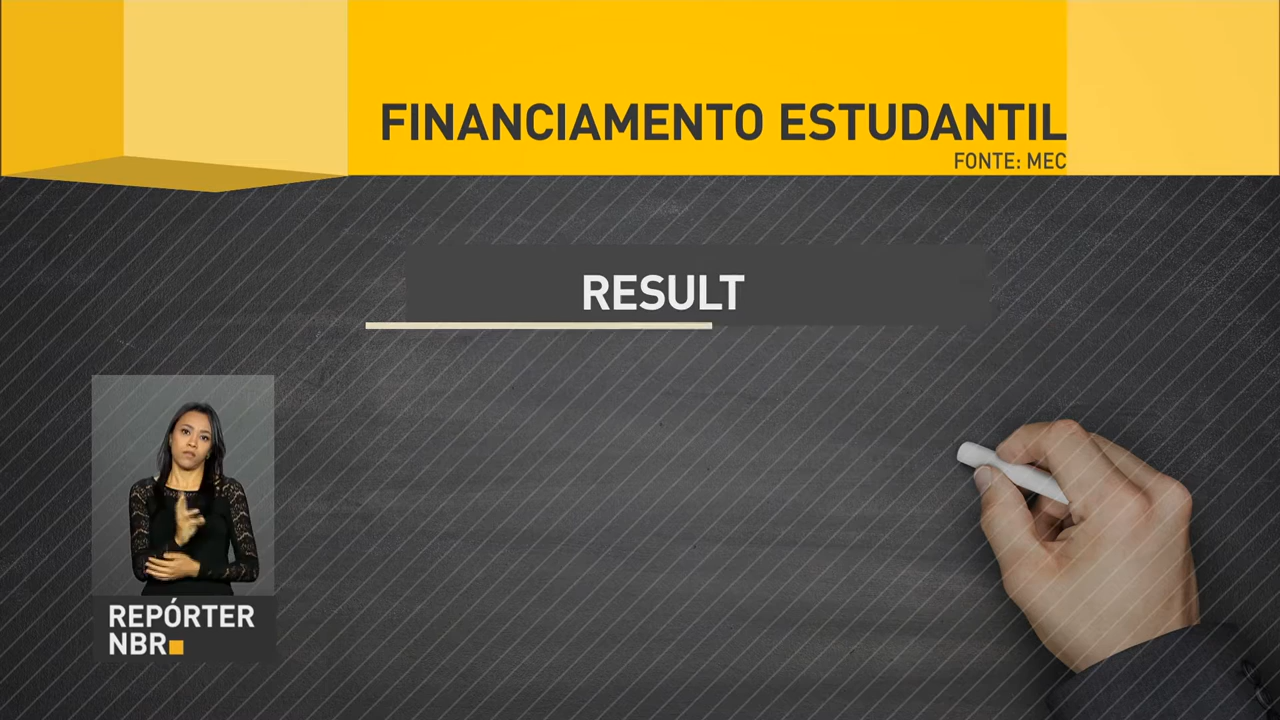 FINANCIAMENTO ESTUDANTIL
FONTE: MEC
RESULT
REPÓRTER
NBR